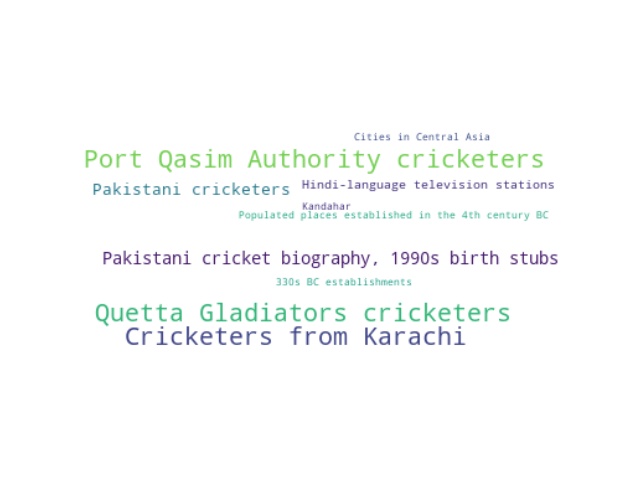 Cities in Central Asia
Port Qasim Authority cricketers
Pakistani cricketers
Hindi-language television stations
Kandahar
Populated places established in the 4th century BC
Pakistani cricket biography, 1990s birth stubs
330s BC establishments
Quetta Gladiators cricketers
Cricketers from Karachi